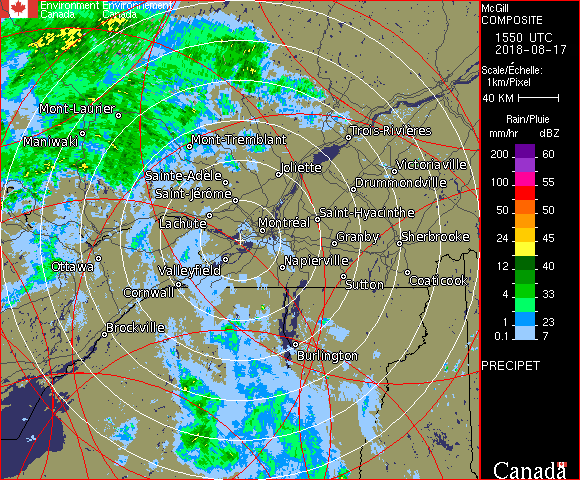 Environment Environnement
Canada Canada
McGill
COMPOSITE
1550 UTC
2018-08-17
Scale/Échelle:
1km/Pixel
40 KM
Rain/Pluie
mm/hr dBZ
200 60
100 55
50 50
24 45
12 40
4 33
1 23
0.1 7
PRECIPET
Canada
Mont-Laurier
Maniwaki
Mont-Tremblant
Trois-Rivières
Sainte-Adèle
Joliette
Victoriaville
Saint-Jérôme
Drummondville
Lachute
Montréal
Saint-Hyacinthe
Granby
Sherbrooke
Ottawa
Valleyfield
Napierville
Cornwall
Sutton
Coaticook
Brockville
Burlington